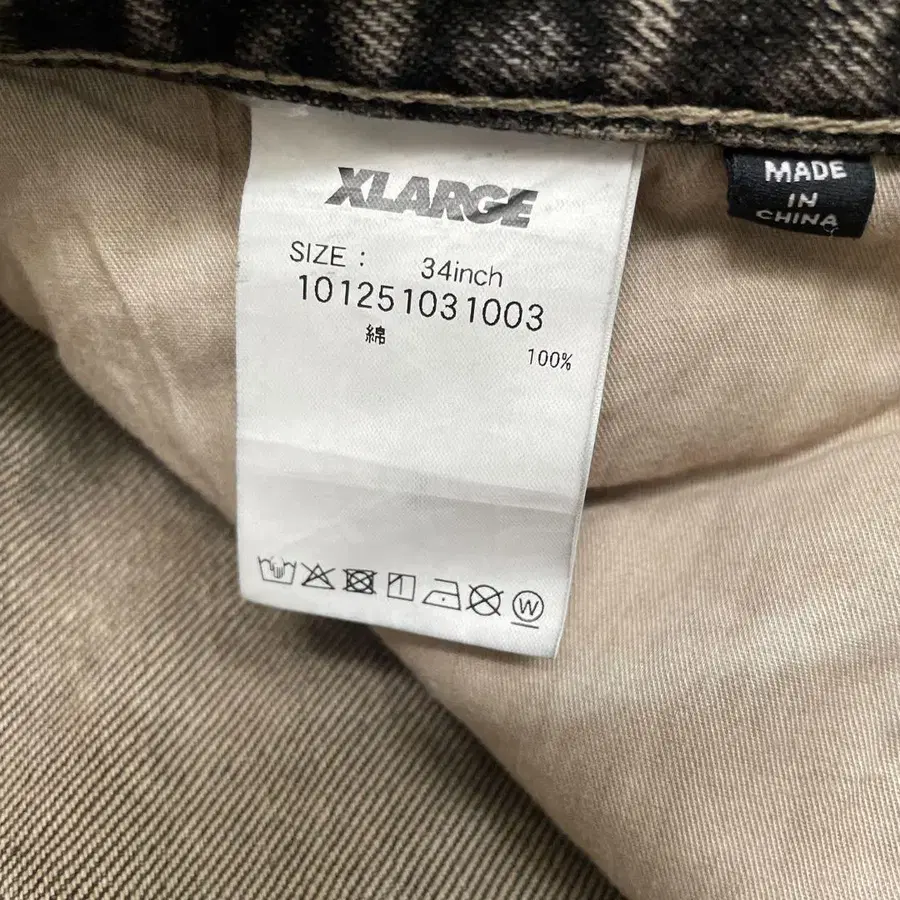 XLARGE
SIZE : 34inch
101251031003
綿 100%
W
MADE
IN
CHINA